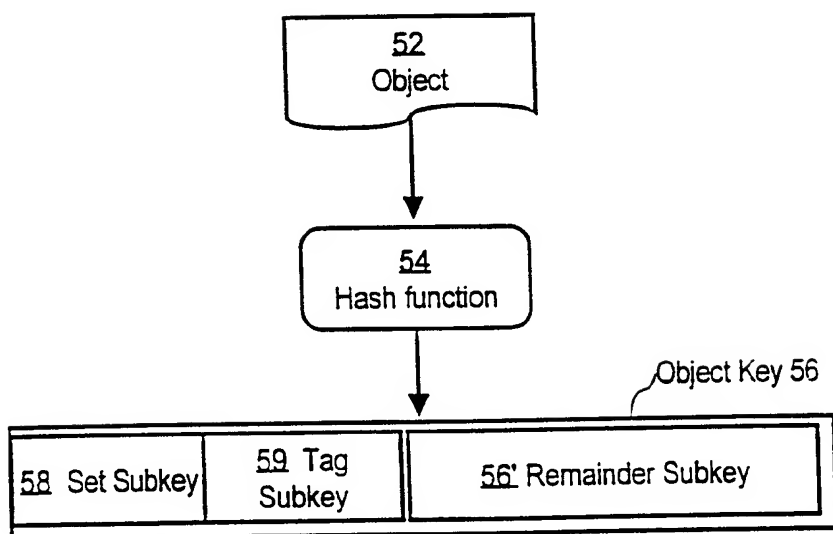 52
Object
54
Hash function
Object Key 56
58 Set Subkey
59 Tag
Subkey
56' Remainder Subkey